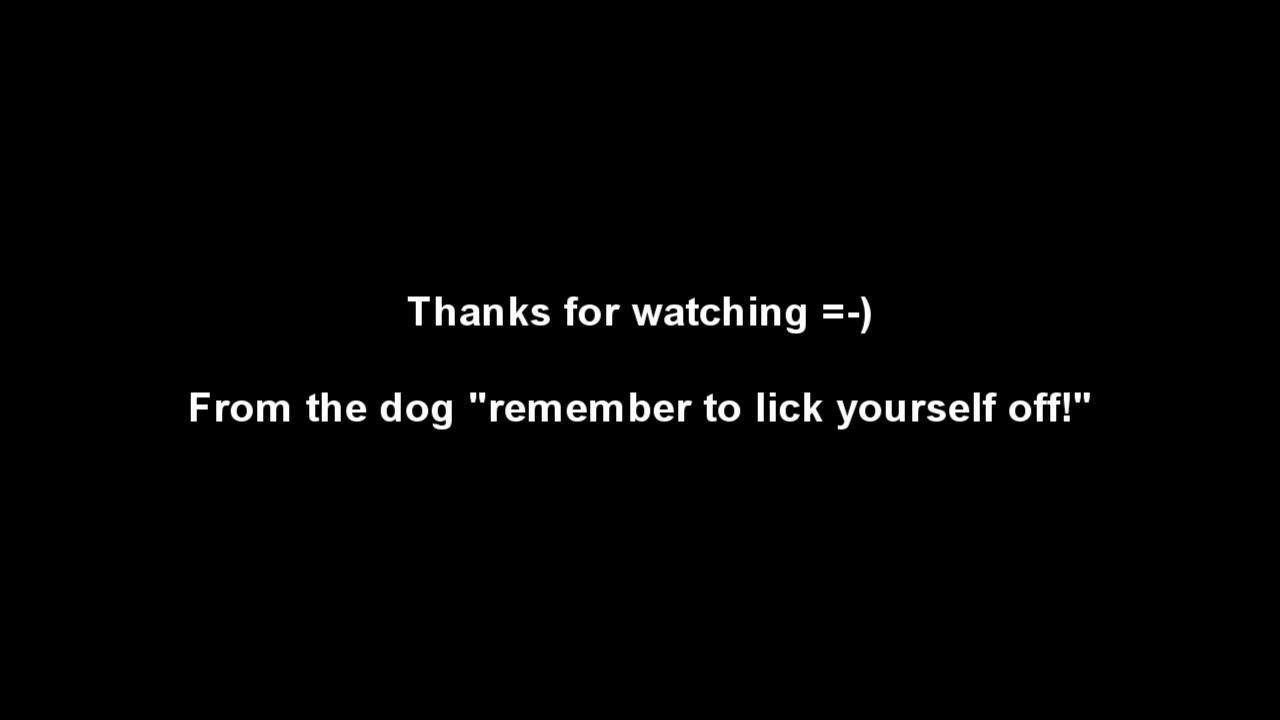 Thanks for watching =-)
From the dog "remember to lick yourself off!"